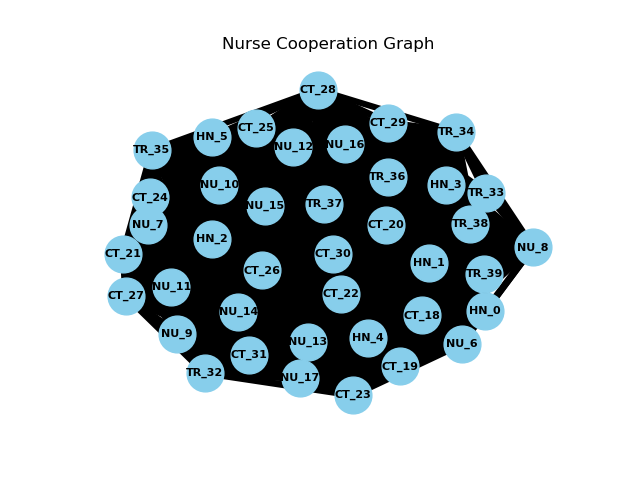 Nurse Cooperation Graph
CT_28
CT_29
CT_25
TR_34
HN_5
NU_16
NU_12
TR_35
TR_36
HN_3
NU_10
TR_33
CT_24
TR_37
NU_15
TR_38
CT_20
NU_7
HN_2
NU_8
CT_30
CT_21
HN_1
CT_26
TR_39
NU_11
CT_22
CT_27
HN_0
NU_14
CT_18
NU_9
HN_4
NU_13
NU_6
CT_31
CT_19
TR_32
NU_17
CT_23